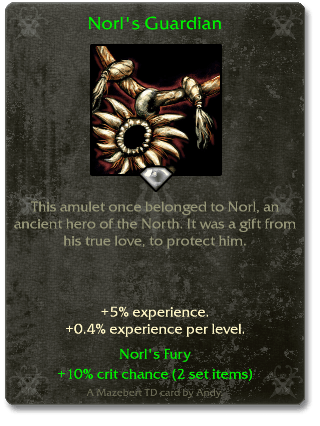 Norl's Guardian
This amulet once belonged to Norl, an
ancient hero of the North. It was a gift from
his true love, to protect him.
+5% experience.
+0.4% experience per level.
Norl's Fury
+10% crit chance (2 set items)
A Mazebert TD card by Andy